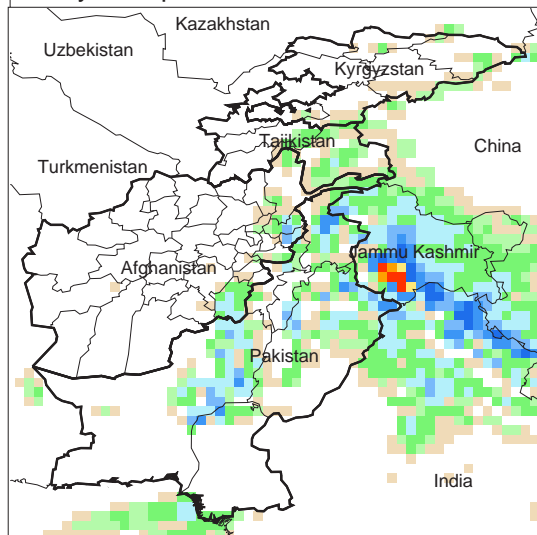 Kazakhstan
Uzbekistan
Kyrgyzstan
Tajikistan
China
Turkmenistan
Jammu Kashmir
Afghanistan
Pakistan
India